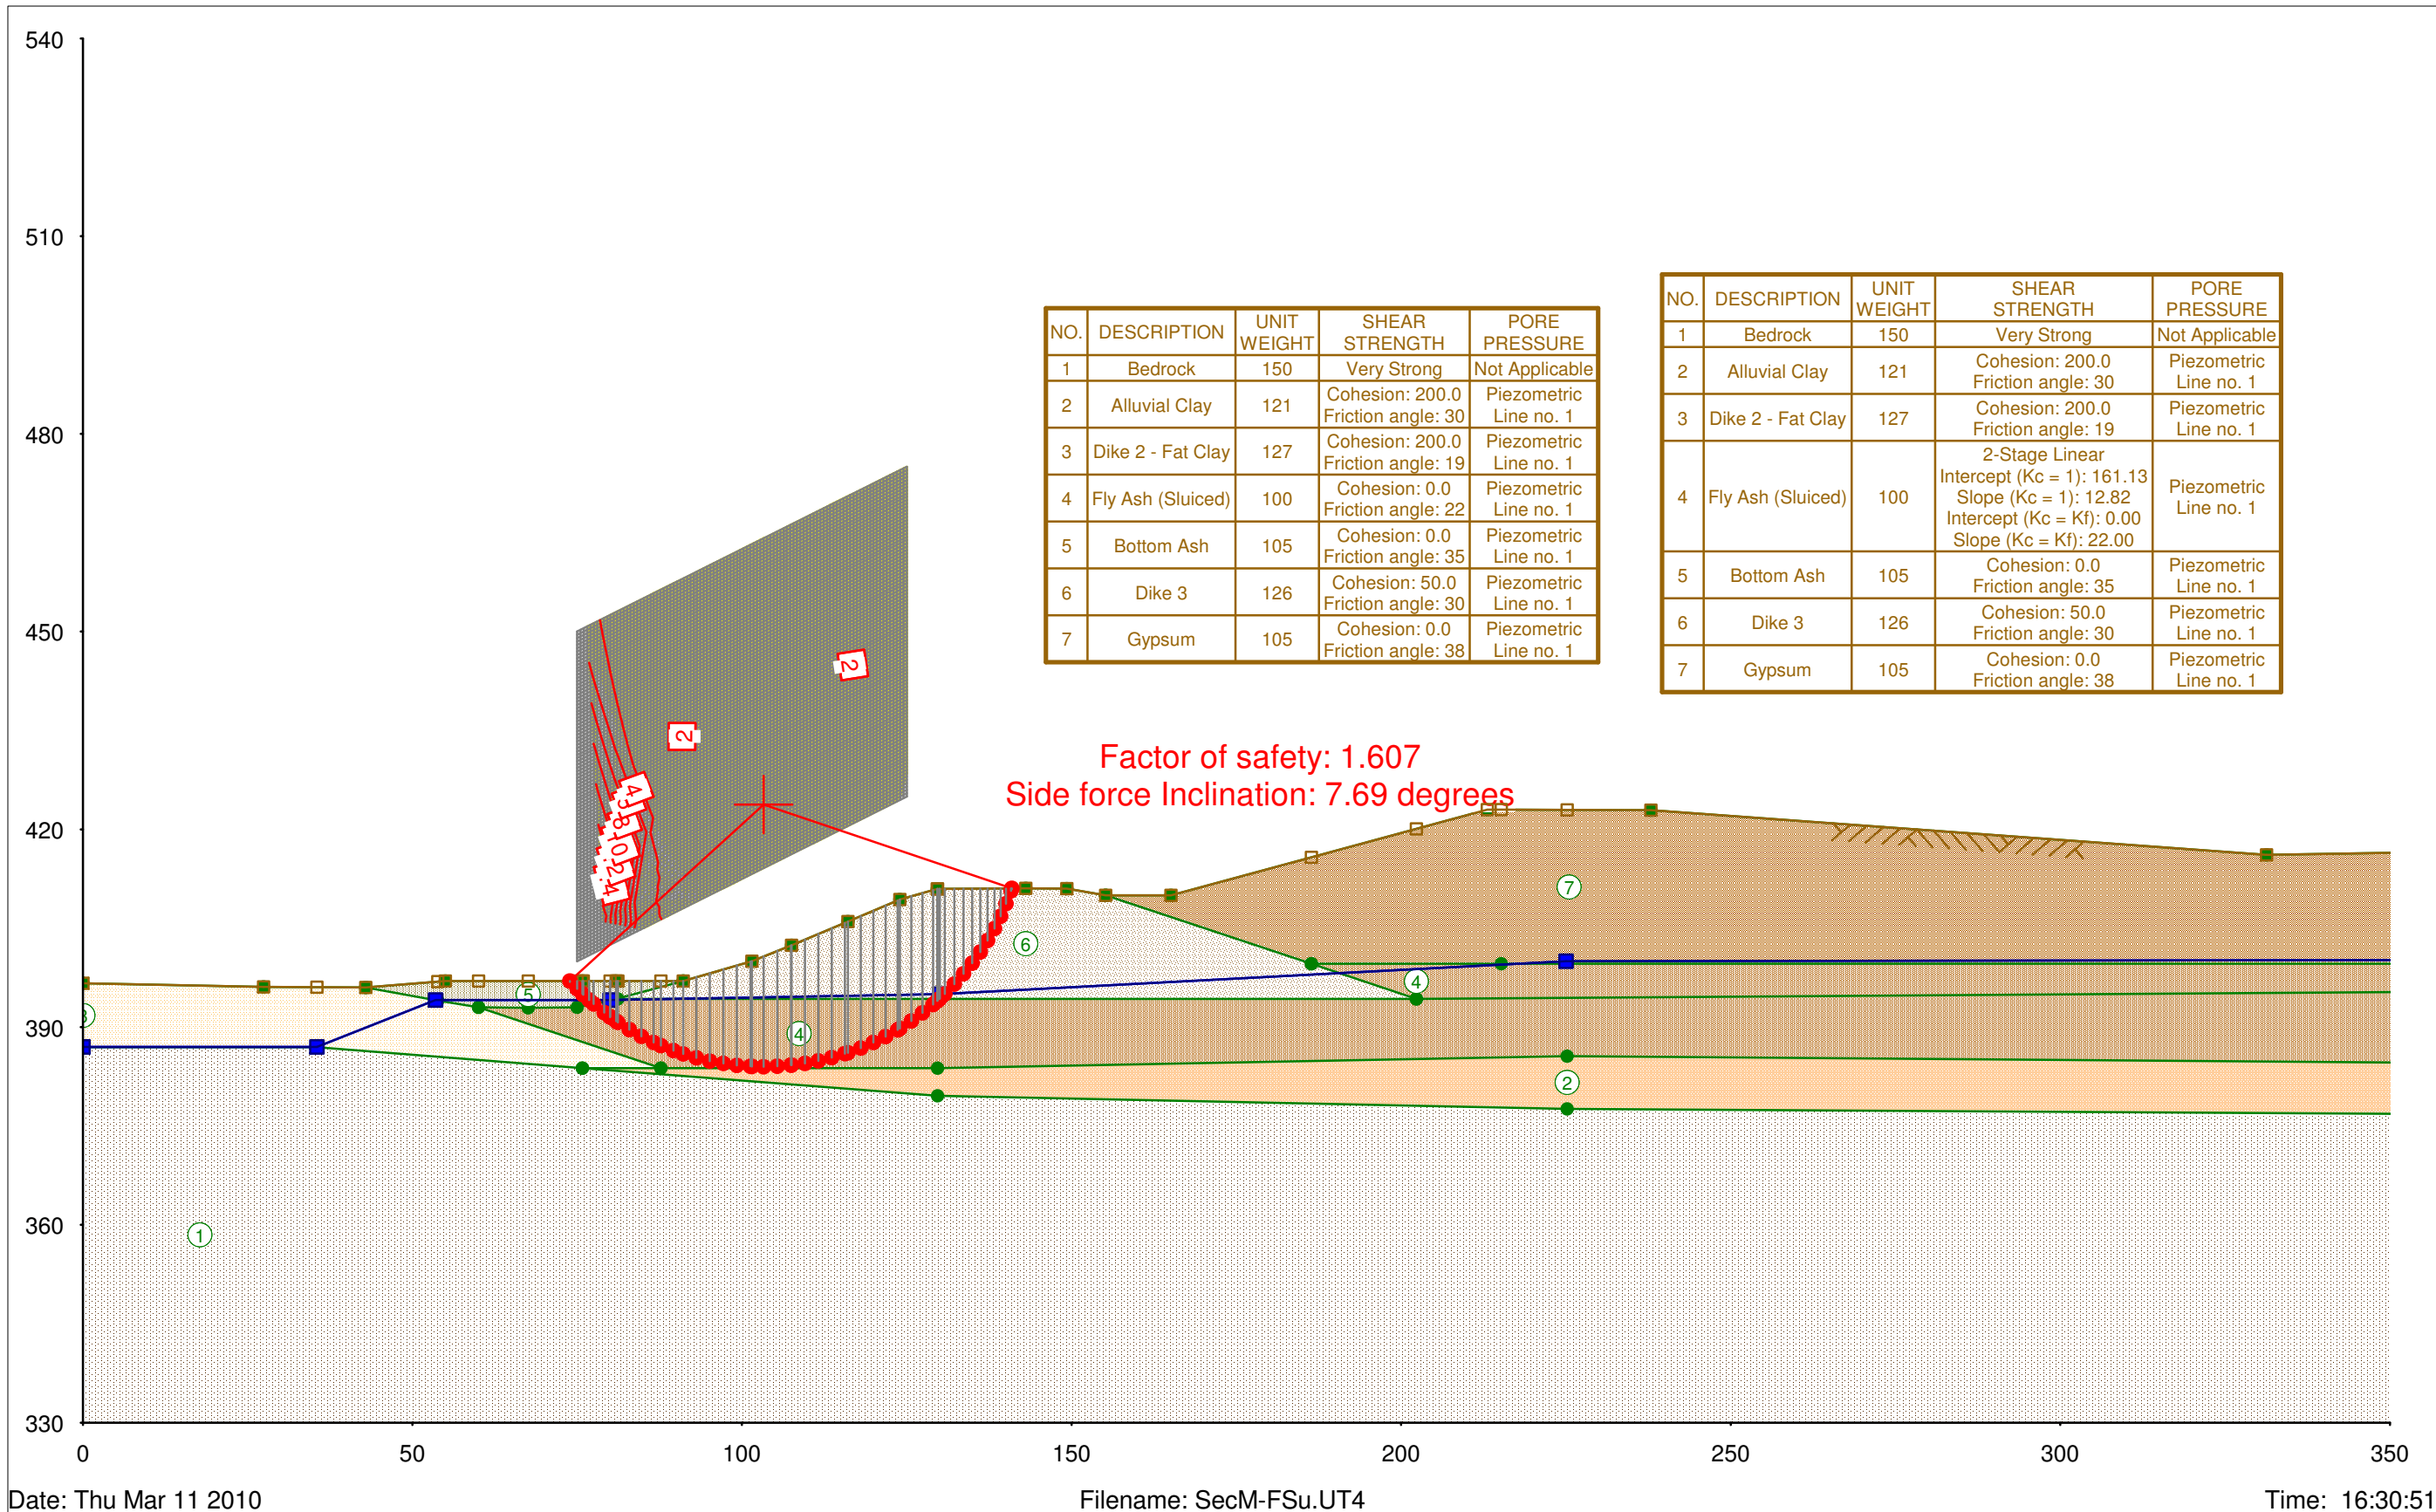 540
510
480
450
420
390
360
330
0 50 100 150 200 250 300 350
NO. DESCRIPTION UNIT WEIGHT SHEAR STRENGTH PORE PRESSURE
1 Bedrock 150 Very Strong Not Applicable
2 Alluvial Clay 121 Cohesion: 200.0 Friction angle: 30 Piezometric Line no. 1
3 Dike 2 - Fat Clay 127 Cohesion: 200.0 Friction angle: 19 Piezometric Line no. 1
4 Fly Ash (Sluiced) 100 Cohesion: 0.0 Friction angle: 22 Piezometric Line no. 1
5 Bottom Ash 105 Cohesion: 0.0 Friction angle: 35 Piezometric Line no. 1
6 Dike 3 126 Cohesion: 50.0 Friction angle: 30 Piezometric Line no. 1
7 Gypsum 105 Cohesion: 0.0 Friction angle: 38 Piezometric Line no. 1
NO. DESCRIPTION UNIT WEIGHT SHEAR STRENGTH PORE PRESSURE
1 Bedrock 150 Very Strong Not Applicable
2 Alluvial Clay 121 Cohesion: 200.0 Friction angle: 30 Piezometric Line no. 1
3 Dike 2 - Fat Clay 127 Cohesion: 200.0 Friction angle: 19 Piezometric Line no. 1
4 Fly Ash (Sluiced) 100 2-Stage Linear Intercept (Kc = 1): 161.13 Slope (Kc = 1): 12.82 Intercept (Kc = Kf): 0.00 Slope (Kc = Kf): 22.00 Piezometric Line no. 1
5 Bottom Ash 105 Cohesion: 0.0 Friction angle: 35 Piezometric Line no. 1
6 Dike 3 126 Cohesion: 50.0 Friction angle: 30 Piezometric Line no. 1
7 Gypsum 105 Cohesion: 0.0 Friction angle: 38 Piezometric Line no. 1
Factor of safety: 1.607
Side force Inclination: 7.69 degrees
2
2
4
7
6
4
5
3
4
2
1
Date: Thu Mar 11 2010
Filename: SecM-FSu.UT4
Time: 16:30:51